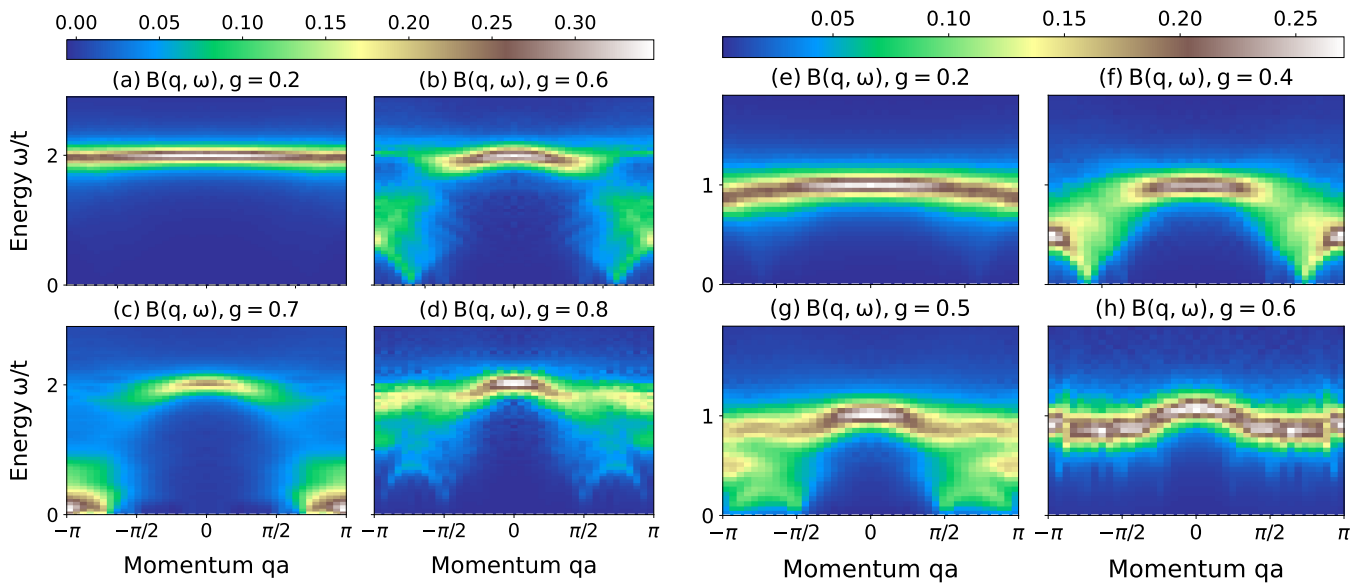 0.00 0.05 0.10 0.15 0.20 0.25 0.30
0.05 0.10 0.15 0.20 0.25
(a) B(q, ω), g = 0.2
(b) B(q, ω), g = 0.6
(e) B(q, ω), g = 0.2
(f) B(q, ω), g = 0.4
Energy ω/t
2
0
1
0
(c) B(q, ω), g = 0.7
(d) B(q, ω), g = 0.8
(g) B(q, ω), g = 0.5
(h) B(q, ω), g = 0.6
Energy ω/t
2
0
1
0
−π −π/2 0 π/2 π
−π/2 0 π/2 π
−π −π/2 0 π/2 π
−π/2 0 π/2 π
Momentum qa
Momentum qa
Momentum qa
Momentum qa